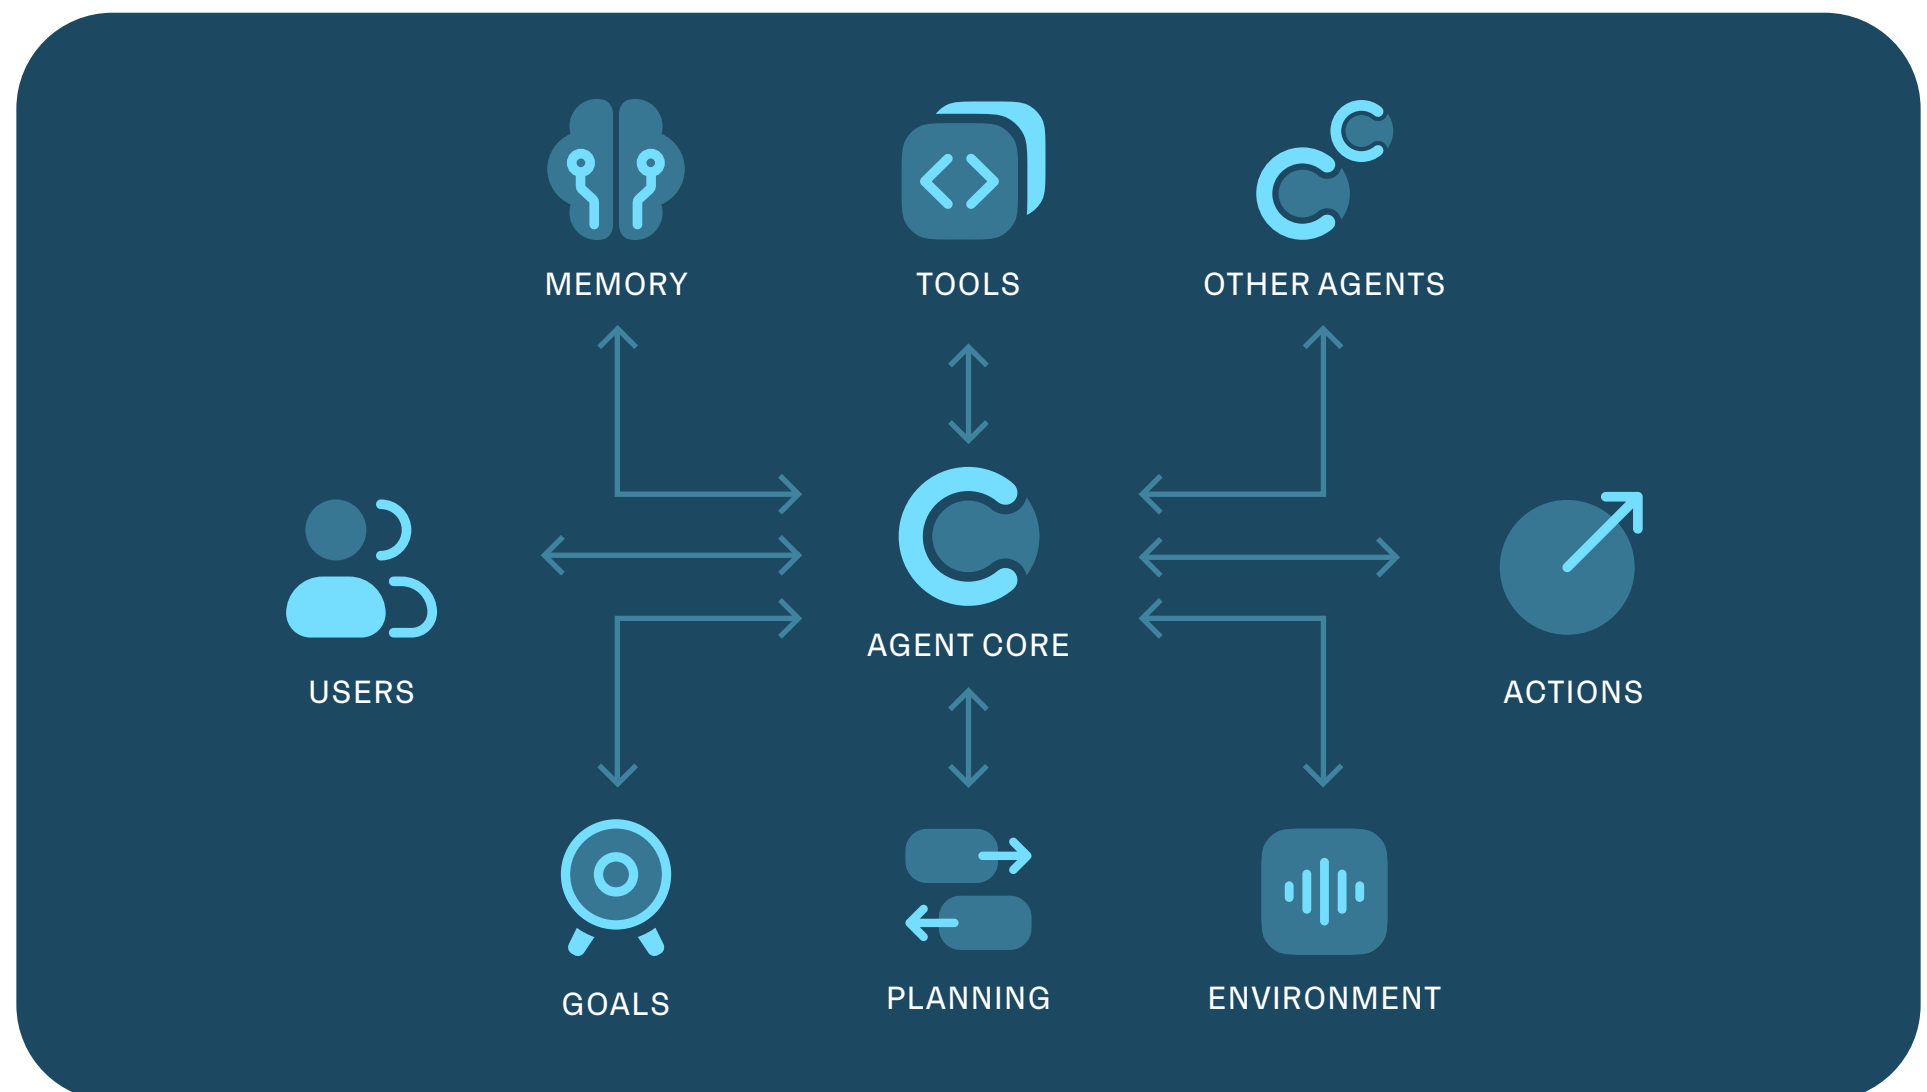 MEMORY
TOOLS
OTHER AGENTS
AGENT CORE
USERS
ACTIONS
GOALS
PLANNING
ENVIRONMENT